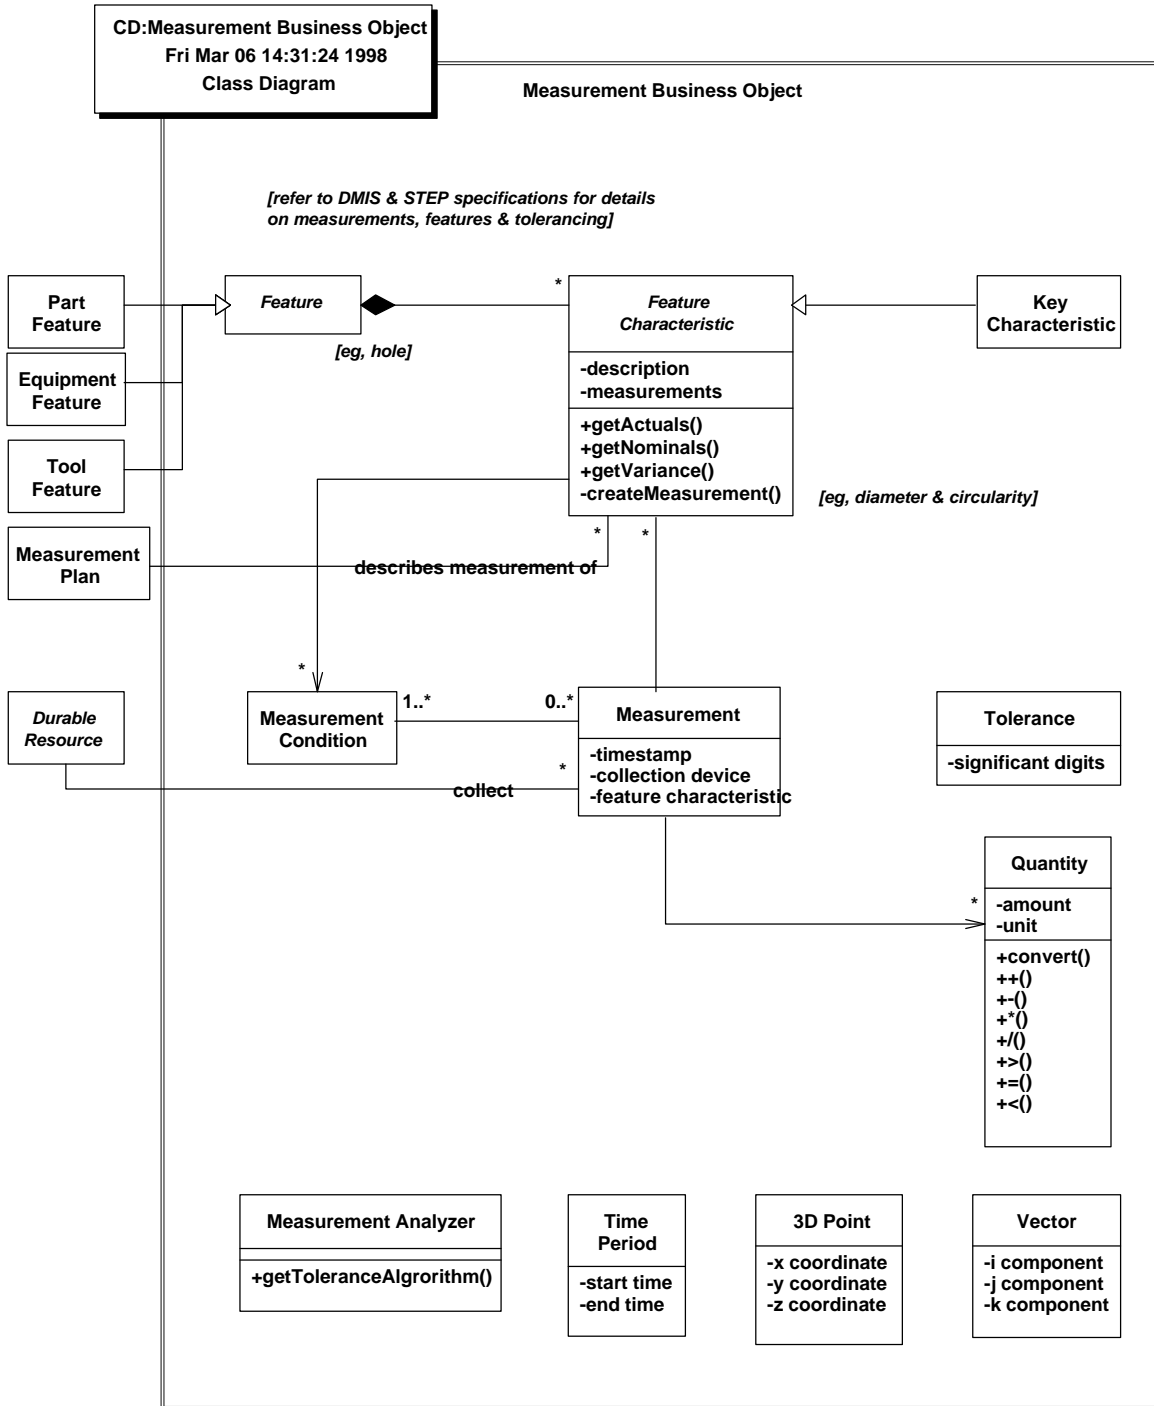 CD:Measurement Business Object
Fri Mar 06 14:31:24 1998
Class Diagram
Measurement Business Object
[refer to DMIS & STEP specifications for details
on measurements, features & tolerancing]
Part
Feature
Feature
*
Feature
Characteristic
Key
Characteristic
[eg, hole]
-description
-measurements
Equipment
Feature
+getActuals()
+getNominals()
+getVariance()
-createMeasurement()
Tool
Feature
[eg, diameter & circularity]
*
*
Measurement
Plan
describes measurement of
*
Durable
Resource
Measurement
Condition
1..*
0..*
*
Measurement
-timestamp
-collection device
-feature characteristic
*
collect
Tolerance
-significant digits
Quantity
*
-amount
-unit
+convert()
++()
+-()
+*()
+/()
+>()
+=()
+<()
Measurement Analyzer
+getToleranceAlgrorithm()
Time
Period
-start time
-end time
3D Point
-x coordinate
-y coordinate
-z coordinate
Vector
-i component
-j component
-k component